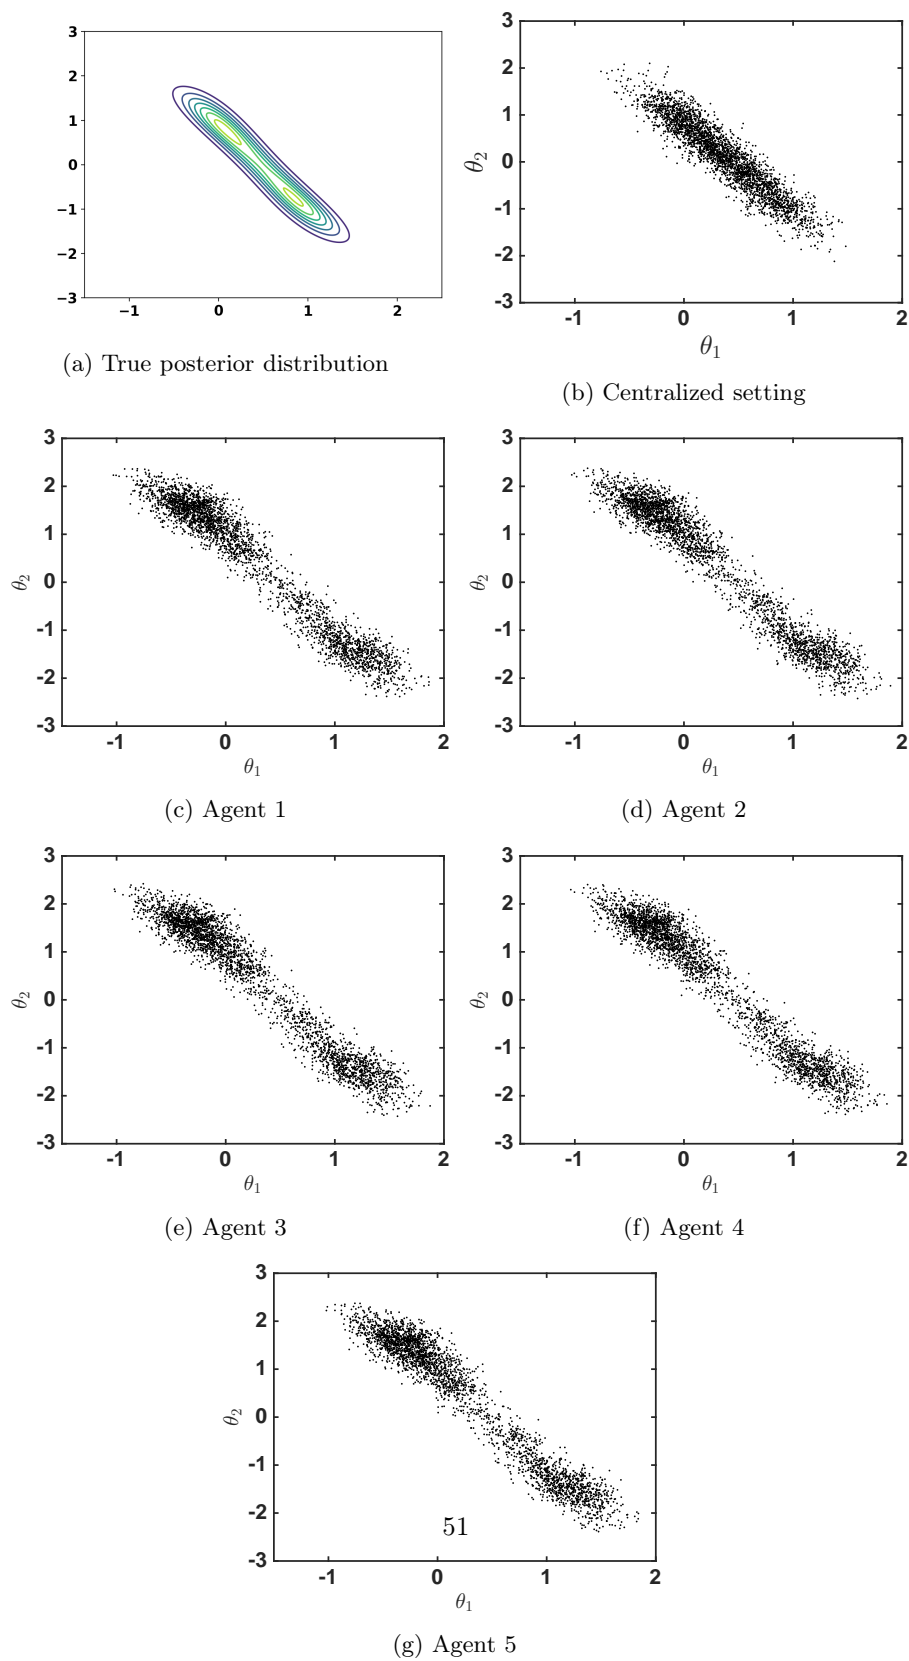 3
2
1
0
−1
−2
−3
−1 0 1 2
(a) True posterior distribution
3
2
1
0
-1
-2
-3
θ2
-1 0 1 2
θ1
(b) Centralized setting
3
2
1
0
-1
-2
-3
θ2
-1 0 1 2
θ1
(c) Agent 1
3
2
1
0
-1
-2
-3
θ2
-1 0 1 2
θ1
(d) Agent 2
3
2
1
0
-1
-2
-3
θ2
-1 0 1 2
θ1
(e) Agent 3
3
2
1
0
-1
-2
-3
θ2
-1 0 1 2
θ1
(f) Agent 4
3
2
1
0
-1
-2
-3
θ2
51
-1 0 1 2
θ1
(g) Agent 5